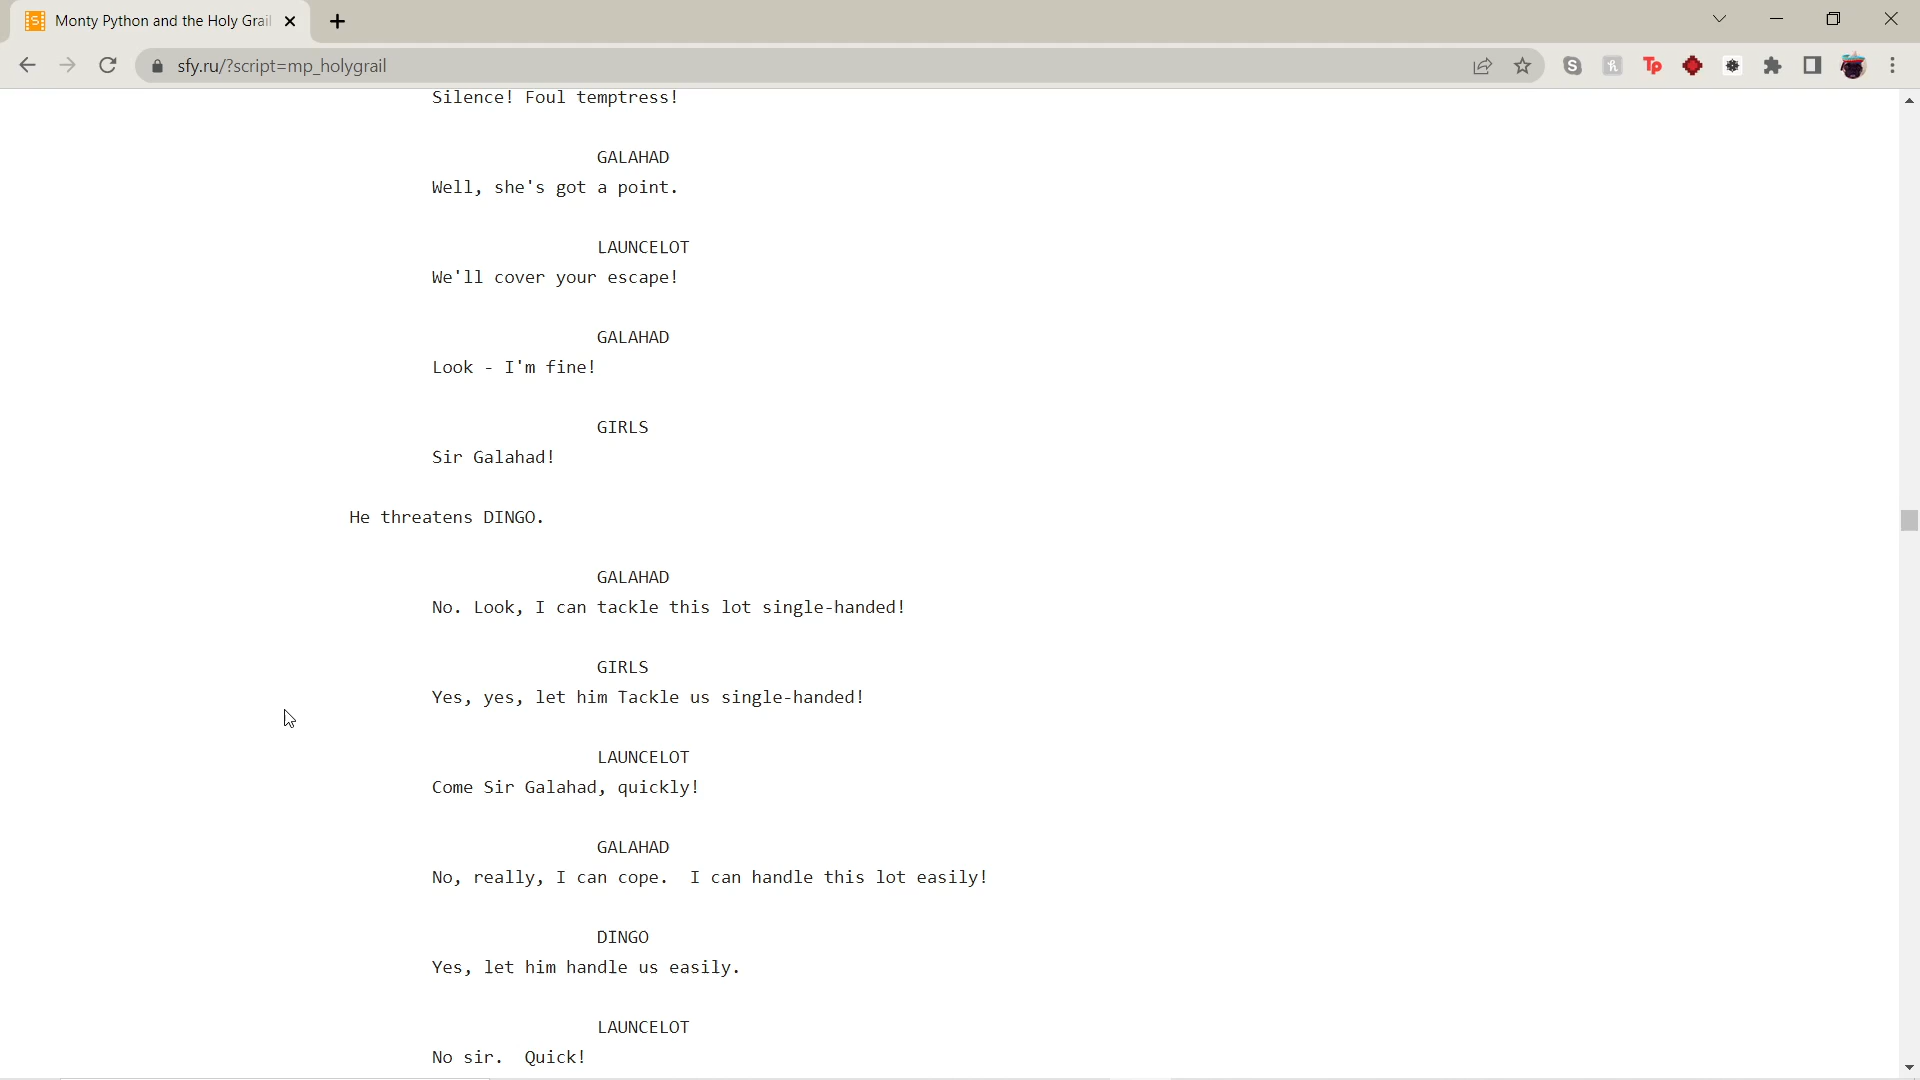 Monty Python and the Holy Grail
sfy.ru/?script=mp_holygrail
Silence! Foul temptress!
GALAHAD
Well, she's got a point.
LAUNCELOT
We'll cover your escape!
GALAHAD
Look - I'm fine!
GIRLS
Sir Galahad!
He threatens DINGO.
GALAHAD
No. Look, I can tackle this lot single-handed!
GIRLS
Yes, yes, let him Tackle us single-handed!
LAUNCELOT
Come Sir Galahad, quickly!
GALAHAD
No, really, I can cope.  I can handle this lot easily!
DINGO
Yes, let him handle us easily.
LAUNCELOT
No sir.  Quick!